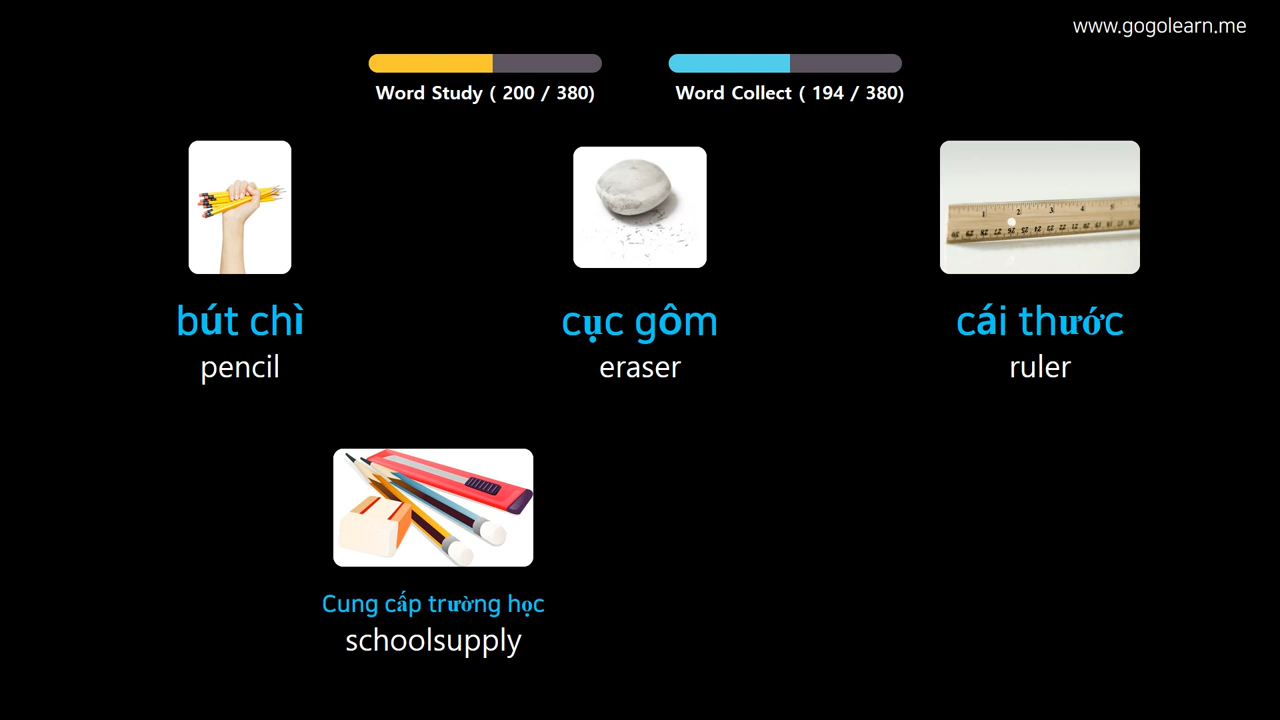 www.gogolearn.me
Word Study ( 200 / 380)
Word Collect ( 194 / 380)
bút chì
pencil
cục gôm
eraser
cái thước
ruler
Cung cấp trường học
schoolsupply